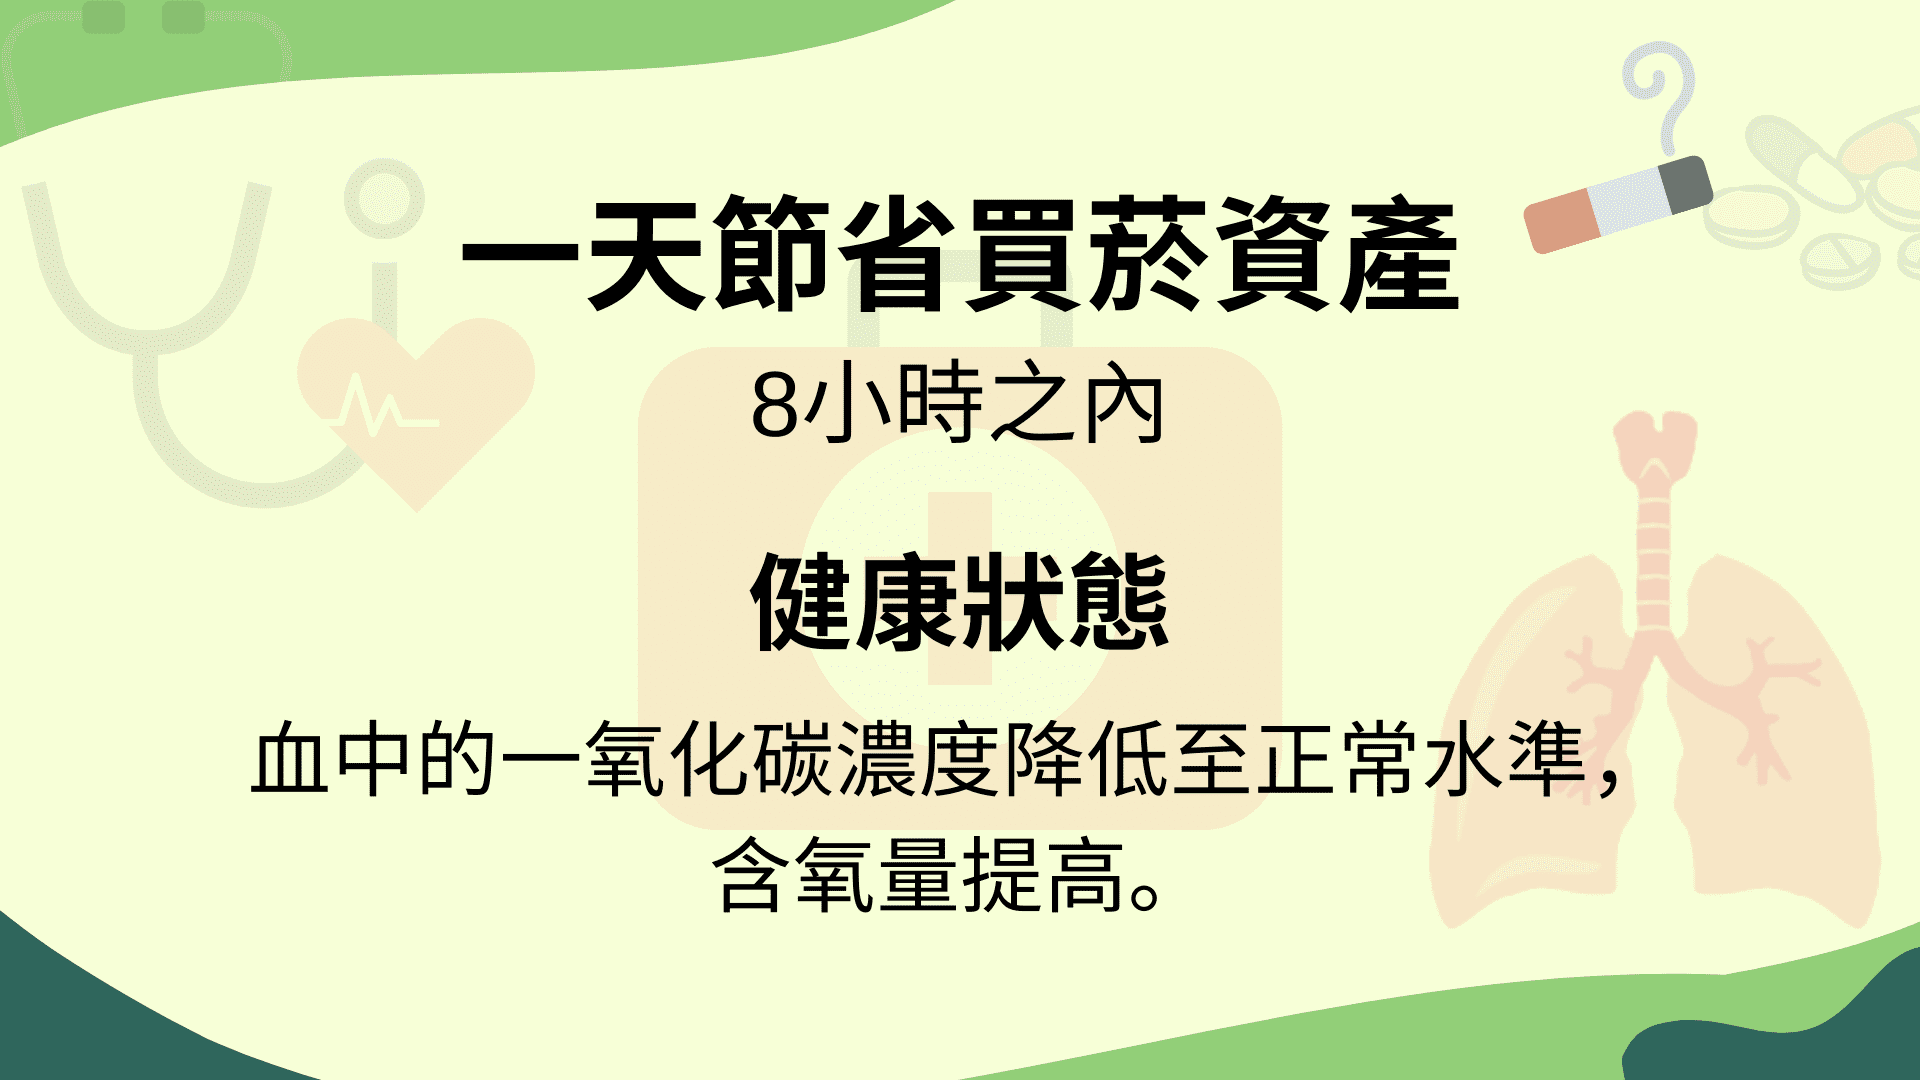 一天節省買菸資產
8小時之內
健康狀態
血中的一氧化碳濃度降低至正常水準，
含氧量提高。